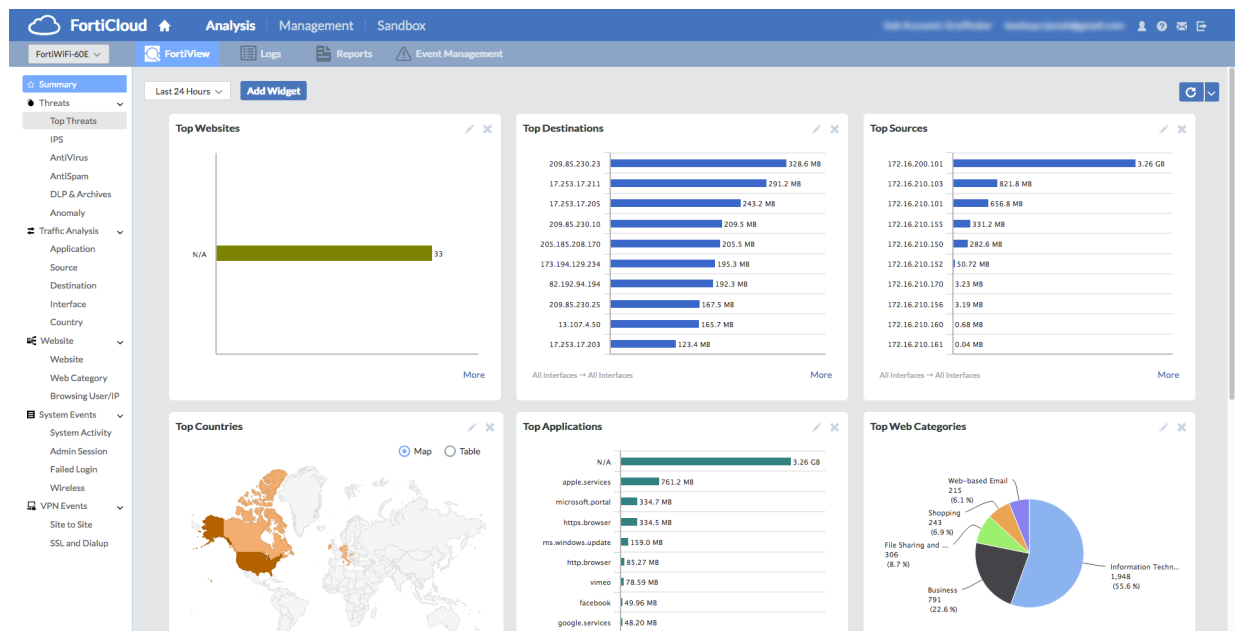 FortiCloud Analysis Management Sandbox
FortiWiFi-60E FortiView Logs Reports Event Management
Summary
Threats
Top Threats
IPS
AntiVirus
AntiSpam
DLP & Archives
Anomaly
Traffic Analysis
Application
Source
Destination
Interface
Country
Website
Website
Web Category
Browsing User/IP
System Events
System Activity
Admin Session
Failed Login
Wireless
VPN Events
Site to Site
SSL and Dialup
Last 24 Hours Add Widget
Top Websites
N/A 33
More
Top Destinations
209.85.230.23 328.6 MB
17.253.17.211 291.2 MB
17.253.17.205 243.2 MB
209.85.230.10 209.5 MB
205.185.208.170 205.5 MB
173.194.129.234 195.3 MB
82.192.94.194 192.3 MB
209.85.230.25 167.5 MB
13.107.4.50 165.7 MB
17.253.17.203 123.4 MB
All Interfaces → All Interfaces More
Top Sources
172.16.200.101 3.26 GB
172.16.210.103 821.8 MB
172.16.210.101 656.8 MB
172.16.210.155 331.2 MB
172.16.210.150 282.6 MB
172.16.210.152 50.72 MB
172.16.210.170 3.23 MB
172.16.210.156 3.19 MB
172.16.210.160 0.68 MB
172.16.210.161 0.04 MB
All Interfaces → All Interfaces More
Top Countries
Map Table
Top Applications
N/A 3.26 GB
apple.services 761.2 MB
microsoft.portal 334.7 MB
https.browser 334.5 MB
ms.windows.update 159.0 MB
http.browser 85.27 MB
vimeo 78.59 MB
facebook 49.96 MB
google.services 48.20 MB
Top Web Categories
Web-based Email
215
(6.1 %)
Shopping
243
(6.9 %)
File Sharing and ...
306
(8.7 %)
Business
791
(22.6 %)
Information Techn...
1,948
(55.6 %)